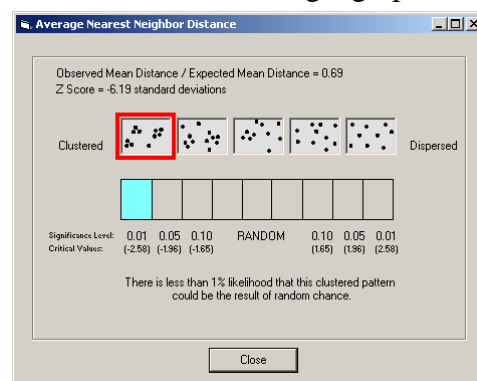 Average Nearest Neighbor Distance
Observed Mean Distance / Expected Mean Distance = 0.69
Z Score = -6.19 standard deviations
Clustered
Dispersed
Significance Level: 0.01 0.05 0.10 RANDOM 0.10 0.05 0.01
Critical Values: (-2.58) (-1.96) (-1.65) (1.65) (1.96) (2.58)
There is less than 1% likelihood that this clustered pattern
could be the result of random chance.
Close